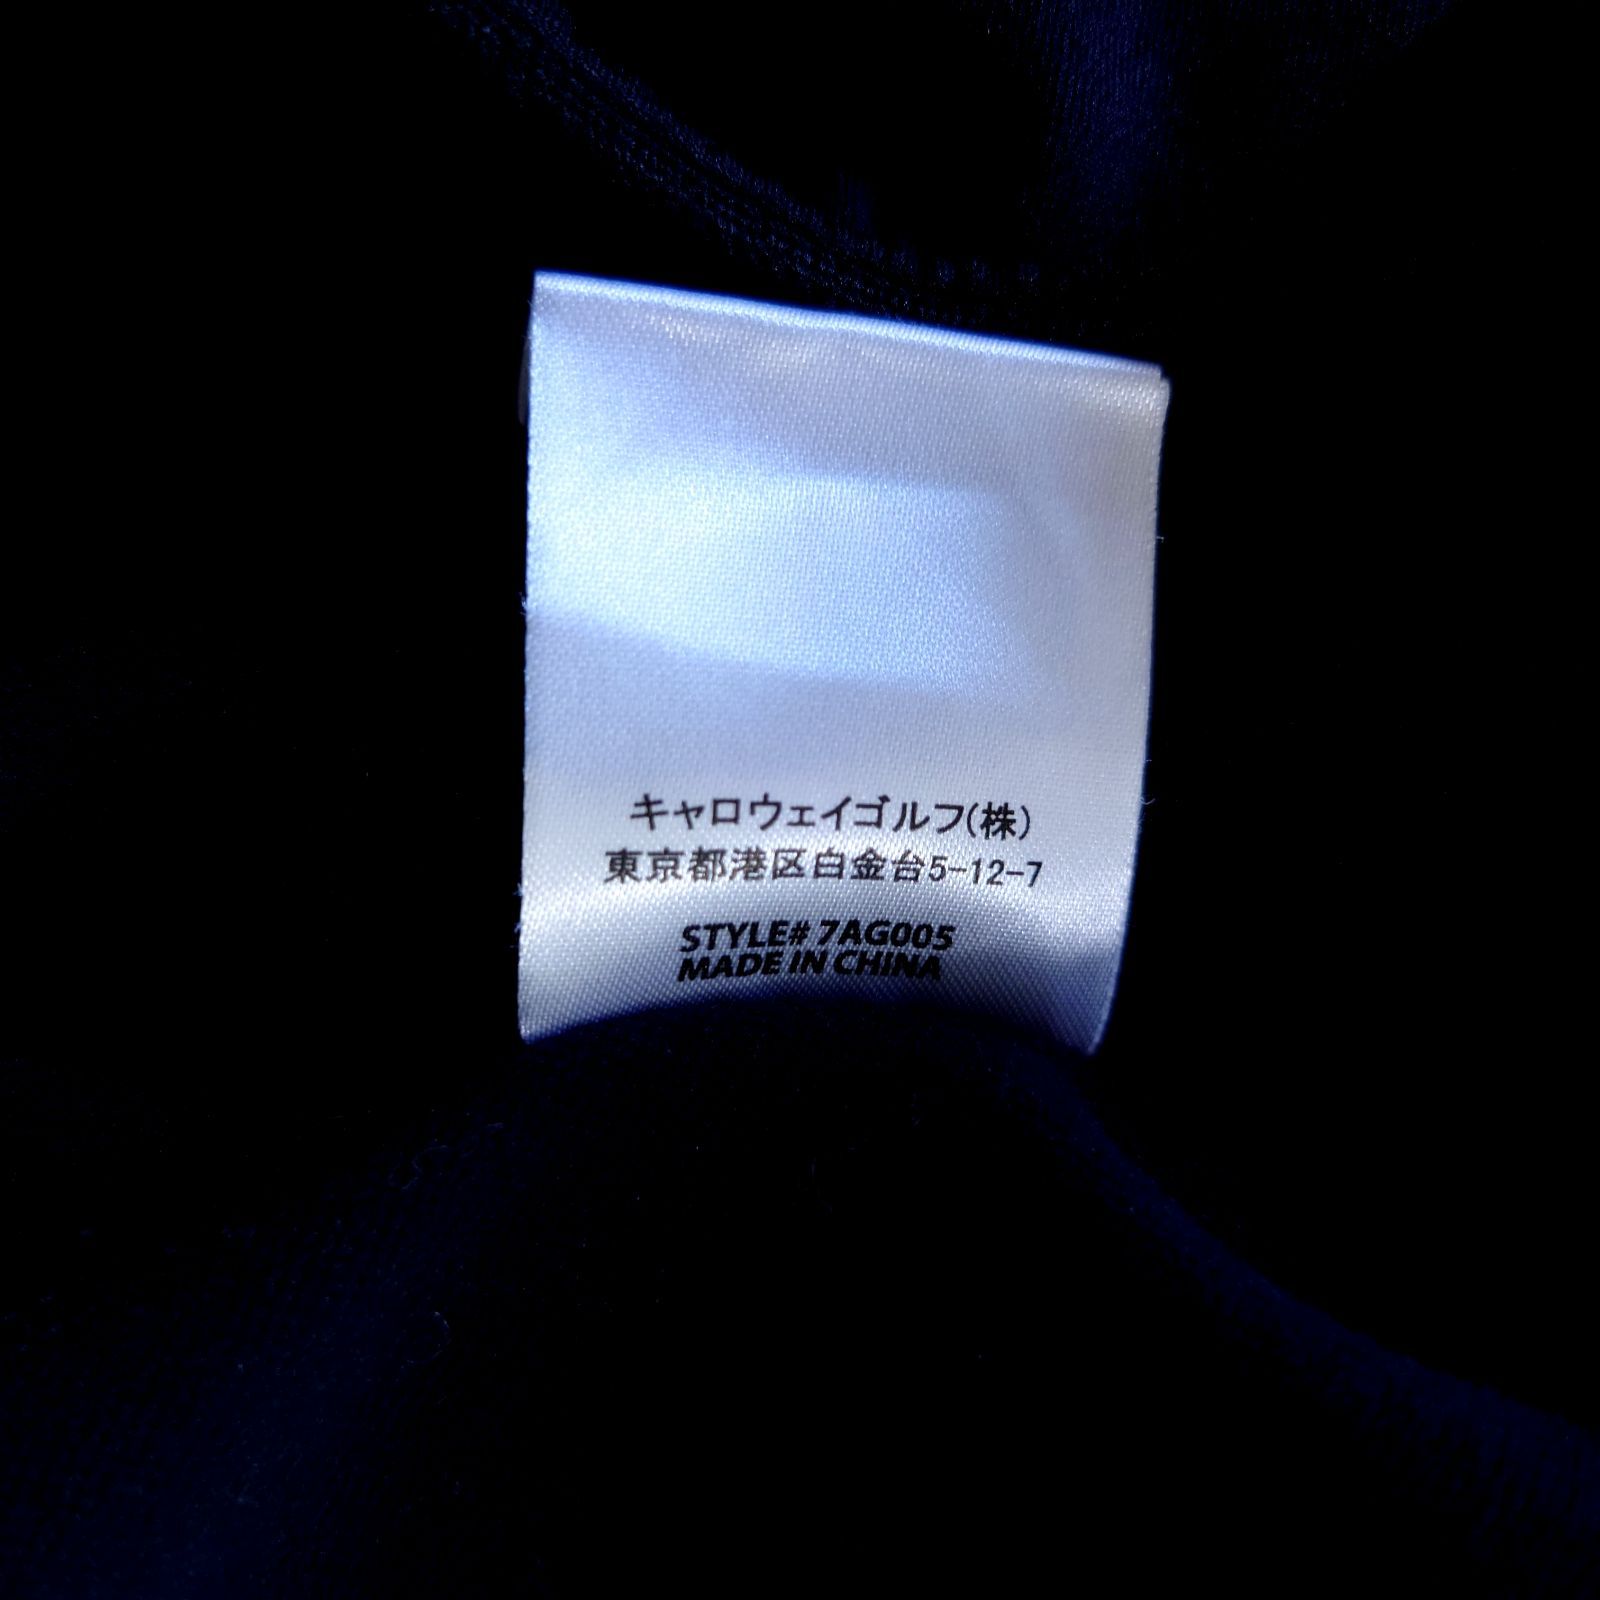 キャロウェイゴルフ(株)
東京都港区白金台5-12-7
STYLE# 7AG005
MADE IN CHINA